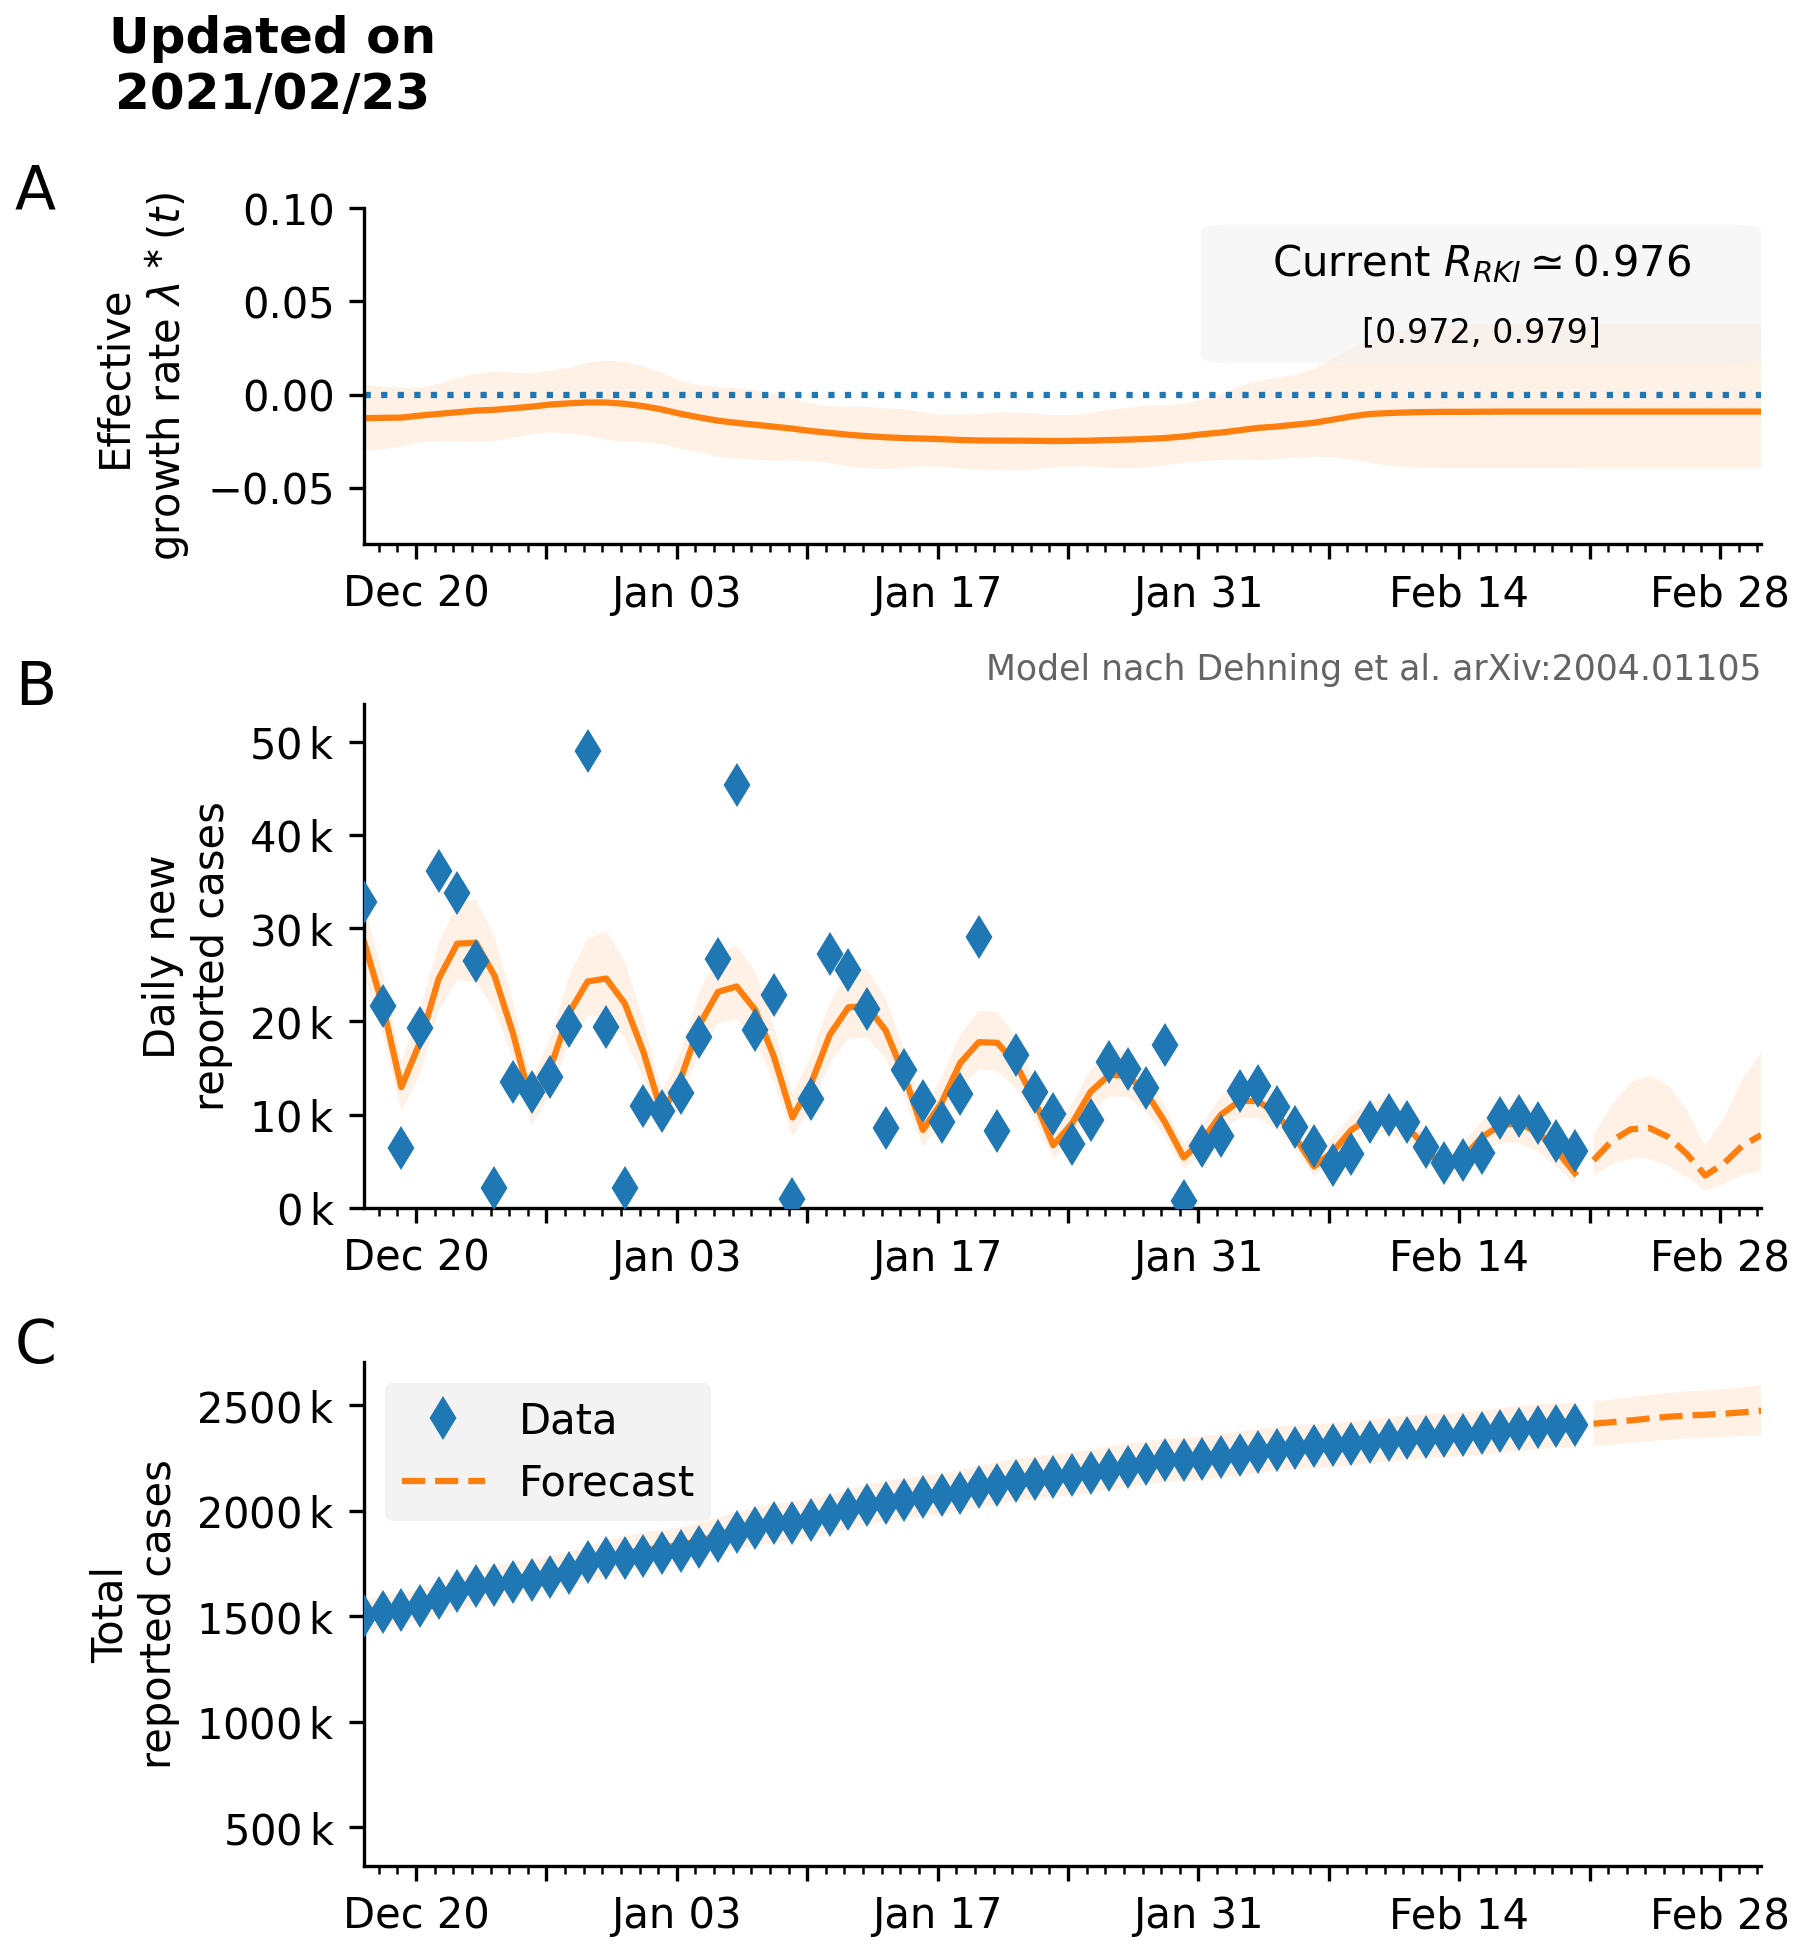 Updated on
2021/02/23
A
Effective
growth rate λ * (t)
0.10
0.05
0.00
−0.05
Current R_RKI ≃ 0.976
[0.972, 0.979]
Dec 20 Jan 03 Jan 17 Jan 31 Feb 14 Feb 28
Model nach Dehning et al. arXiv:2004.01105
B
Daily new
reported cases
50 k
40 k
30 k
20 k
10 k
0 k
Dec 20 Jan 03 Jan 17 Jan 31 Feb 14 Feb 28
C
Total
reported cases
2500 k
2000 k
1500 k
1000 k
500 k
Data
Forecast
Dec 20 Jan 03 Jan 17 Jan 31 Feb 14 Feb 28